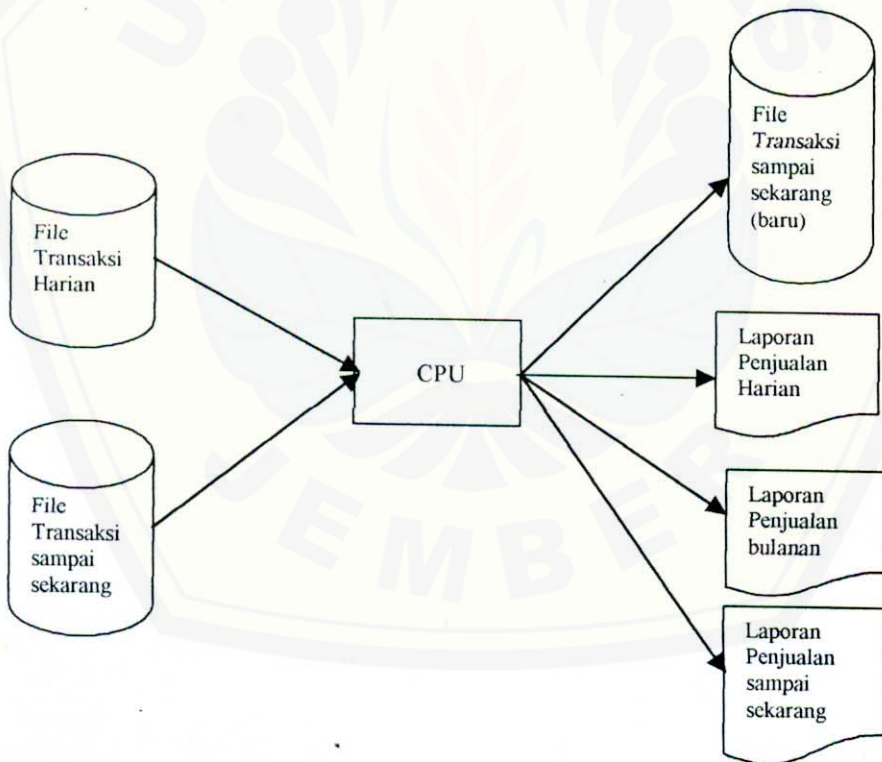 File
Transaksi
Harian
File
Transaksi
sampai
sekarang
CPU
File
Transaksi
sampai
sekarang
(baru)
Laporan
Penjualan
Harian
Laporan
Penjualan
bulanan
Laporan
Penjualan
sampai
sekarang
JEMBER